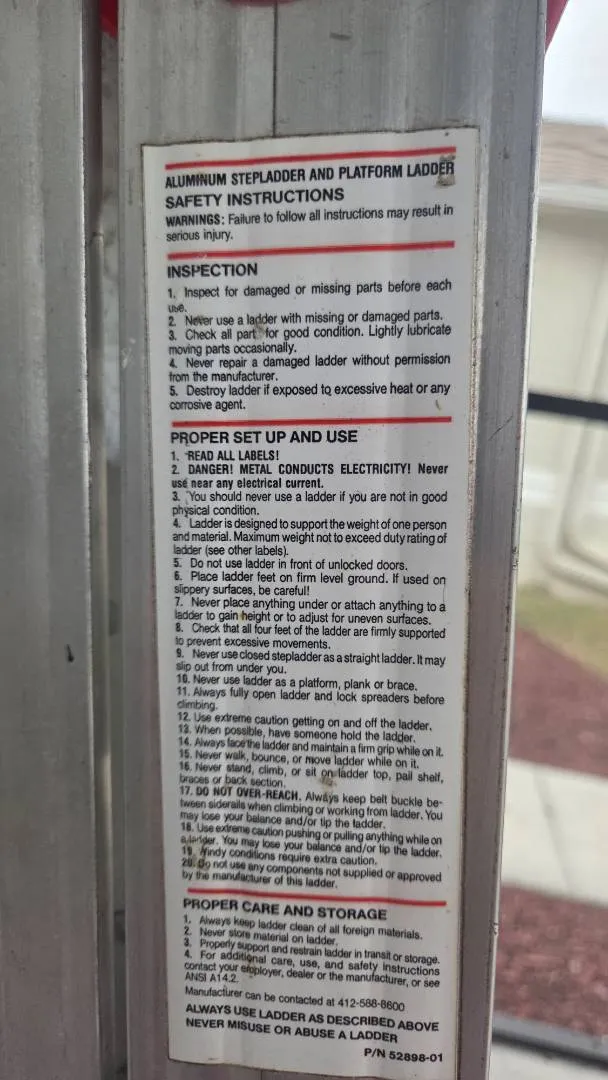 ALUMINUM STEPLADDER AND PLATFORM LADDER
SAFETY INSTRUCTIONS
WARNINGS: Failure to follow all instructions may result in
serious injury.
INSPECTION
1. Inspect for damaged or missing parts before each
use.
2. Never use a ladder with missing or damaged parts.
3. Check all part for good condition. Lightly lubricate
moving parts occasionally.
4. Never repair a damaged ladder without permission
from the manufacturer.
5. Destroy ladder if exposed to excessive heat or any
corrosive agent.
PROPER SET UP AND USE
1. READ ALL LABELS!
2. DANGER! METAL CONDUCTS ELECTRICITY! Never
use near any electrical current.
3. You should never use a ladder if you are not in good
physical condition.
4. Ladder is designed to support the weight of one person
and material. Maximum weight not to exceed duty rating of
ladder (see other labels).
5. Do not use ladder in front of unlocked doors.
6. Place ladder feet on firm level ground. If used on
slippery surfaces, be careful!
7. Never place anything under or attach anything to a
ladder to gain height or to adjust for uneven surfaces.
8. Check that all four feet of the ladder are firmly supported
to prevent excessive movements.
9. Never use closed stepladder as a straight ladder. It may
slip out from under you.
10. Never use ladder as a platform, plank or brace.
11. Always fully open ladder and lock spreaders before
climbing.
12. Use extreme caution getting on and off the ladder.
13. When possible, have someone hold the ladder.
14. Always face the ladder and maintain a firm grip while on it.
15. Never walk, bounce, or move ladder while on it.
16. Never stand, climb, or sit on ladder top, pail shelf,
braces or back section.
17. DO NOT OVER-REACH. Always keep belt buckle be-
tween siderails when climbing or working from ladder. You
may lose your balance and/or tip the ladder.
18. Use extreme caution pushing or pulling anything while on
a ladder. You may lose your balance and/or tip the ladder.
19. Windy conditions require extra caution.
20. Do not use any components not supplied or approved
by the manufacturer of this ladder.
PROPER CARE AND STORAGE
1. Always keep ladder clean of all foreign materials.
2. Never store material on ladder.
3. Properly support and restrain ladder in transit or storage.
4. For additional care, use, and safety instructions
contact your employer, dealer or the manufacturer, or see
ANSI A14.2.
Manufacturer can be contacted at 412-588-8600
ALWAYS USE LADDER AS DESCRIBED ABOVE
NEVER MISUSE OR ABUSE A LADDER
P/N 52898-01